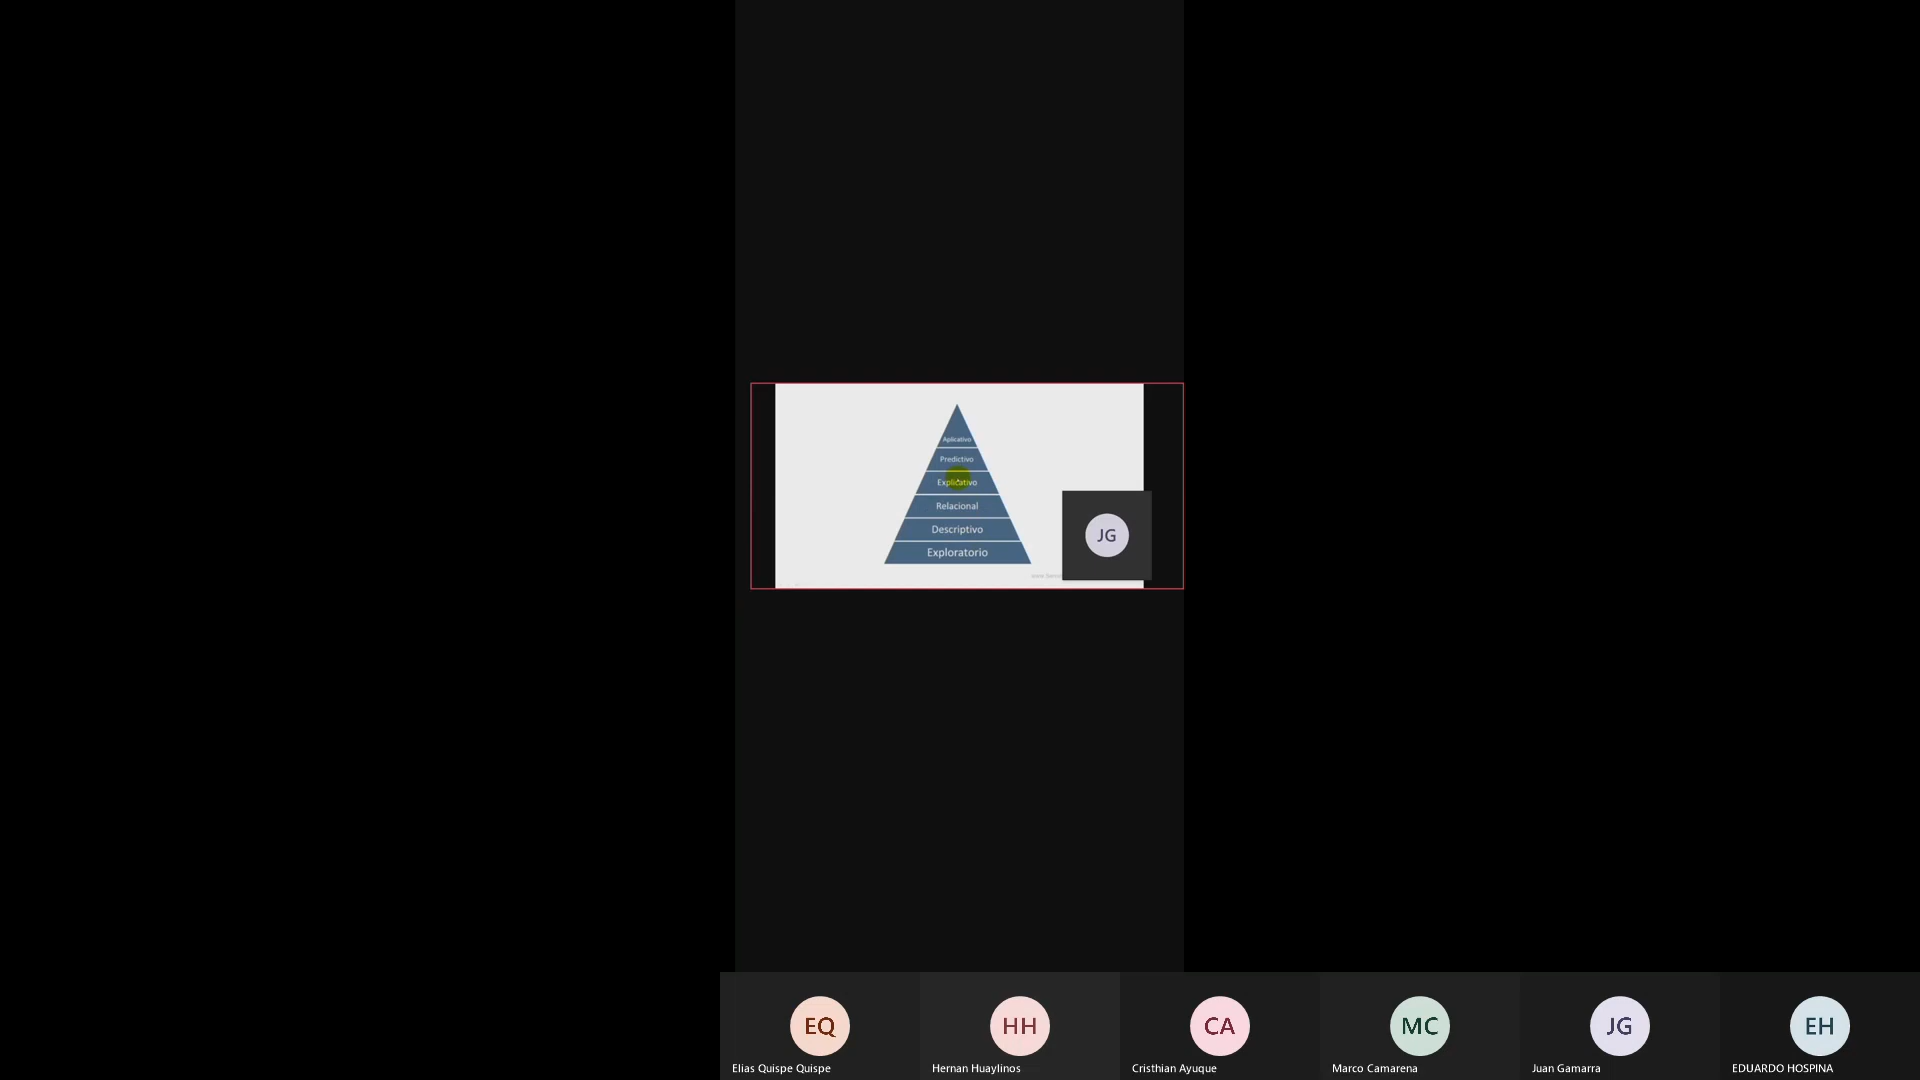 Aplicativo
Predictivo
Explicativo
Relacional
Descriptivo
Exploratorio
JG
EQ
HH
CA
MC
JG
EH
Elias Quispe Quispe
Hernan Huaylinos
Cristhian Ayuque
Marco Camarena
Juan Gamarra
EDUARDO HOSPINA